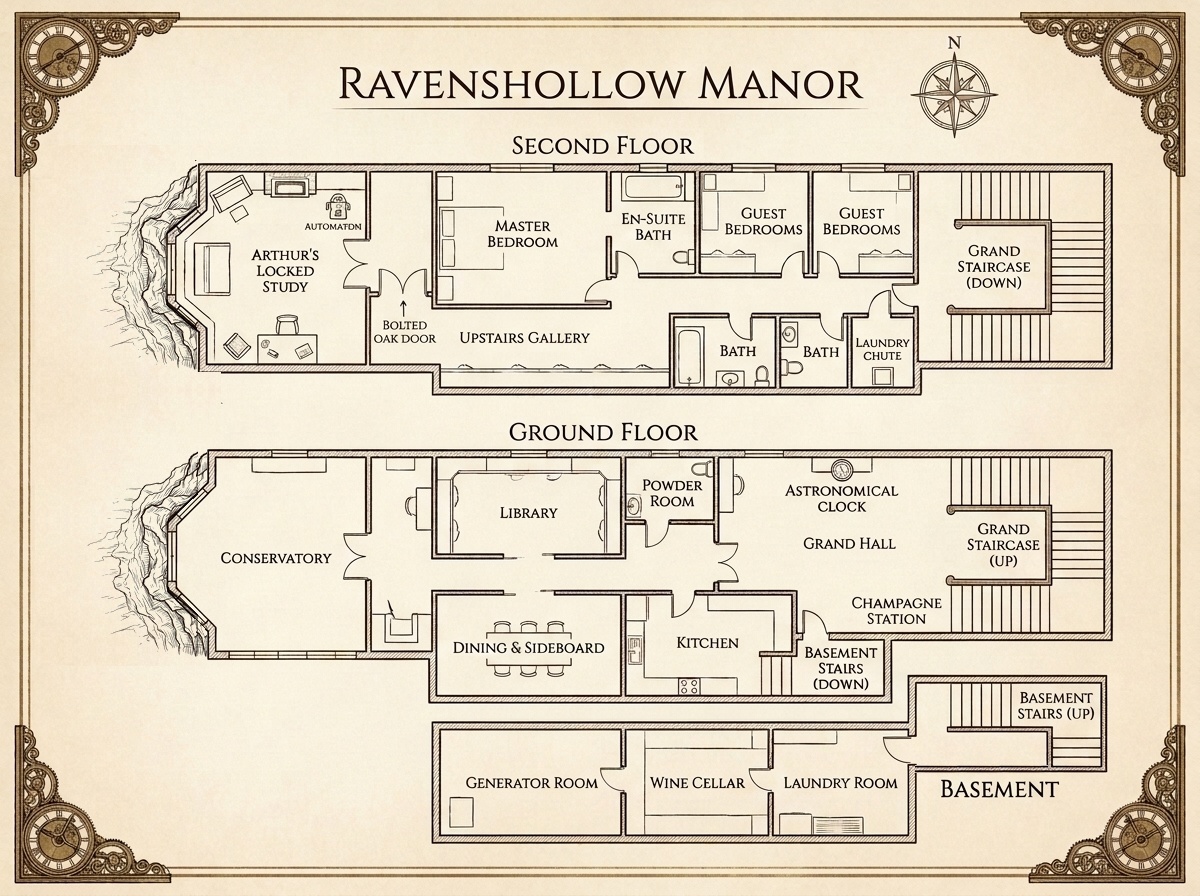 N
RAVENSHOLLOW MANOR
SECOND FLOOR
AUTOMATON
ARTHUR'S
LOCKED
STUDY
BOLTED
OAK DOOR
MASTER
BEDROOM
UPSTAIRS GALLERY
EN-SUITE
BATH
GUEST
BEDROOMS
GUEST
BEDROOMS
BATH
BATH
LAUNDRY
CHUTE
GRAND
STAIRCASE
(DOWN)
GROUND FLOOR
CONSERVATORY
LIBRARY
POWDER
ROOM
ASTRONOMICAL
CLOCK
GRAND HALL
GRAND
STAIRCASE
(UP)
CHAMPAGNE
STATION
DINING & SIDEBOARD
KITCHEN
BASEMENT
STAIRS
(DOWN)
BASEMENT
STAIRS (UP)
GENERATOR ROOM
WINE CELLAR
LAUNDRY ROOM
BASEMENT